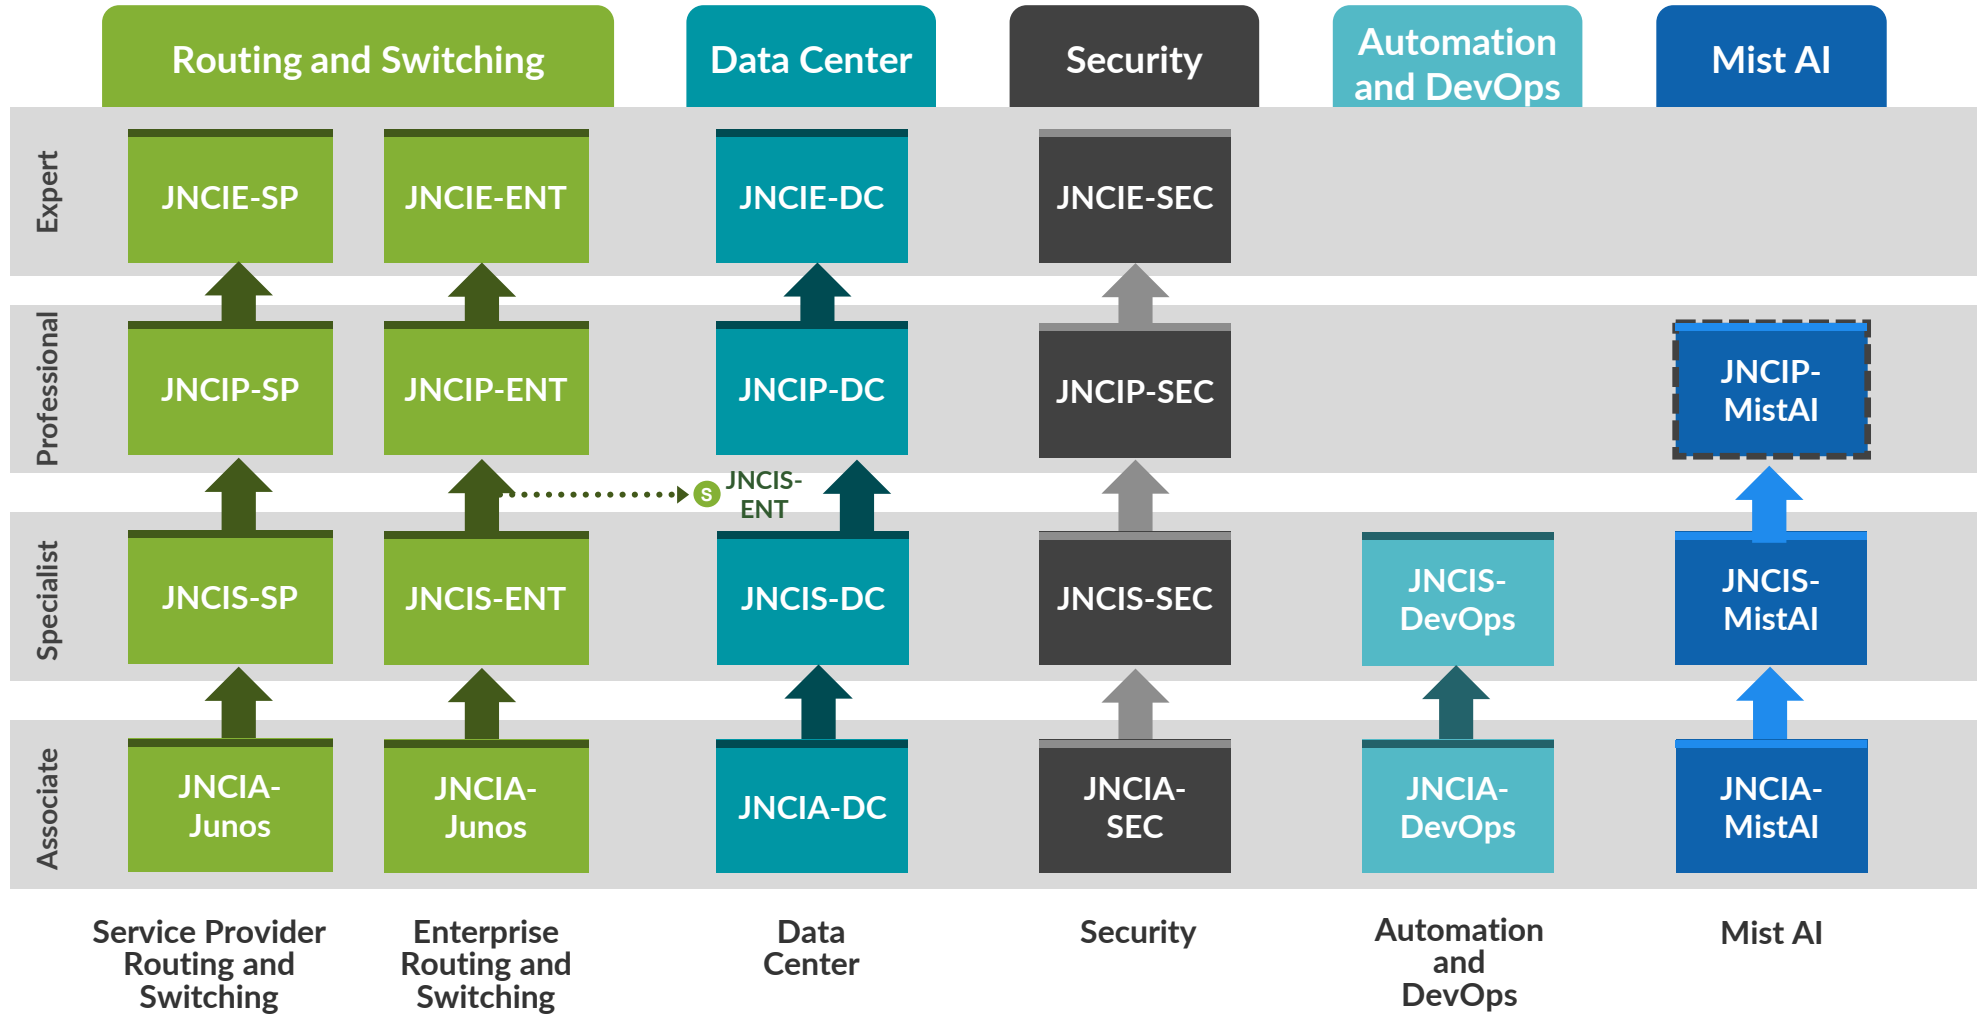 Routing and Switching
Data Center
Security
Automation
and DevOps
Mist AI
Expert
JNCIE-SP
JNCIE-ENT
JNCIE-DC
JNCIE-SEC
Professional
JNCIP-SP
JNCIP-ENT
JNCIP-DC
JNCIP-SEC
JNCIP-
MistAI
S
JNCIS-
ENT
Specialist
JNCIS-SP
JNCIS-ENT
JNCIS-DC
JNCIS-SEC
JNCIS-
DevOps
JNCIS-
MistAI
Associate
JNCIA-
Junos
JNCIA-
Junos
JNCIA-DC
JNCIA-
SEC
JNCIA-
DevOps
JNCIA-
MistAI
Service Provider
Routing and
Switching
Enterprise
Routing and
Switching
Data
Center
Security
Automation
and
DevOps
Mist AI